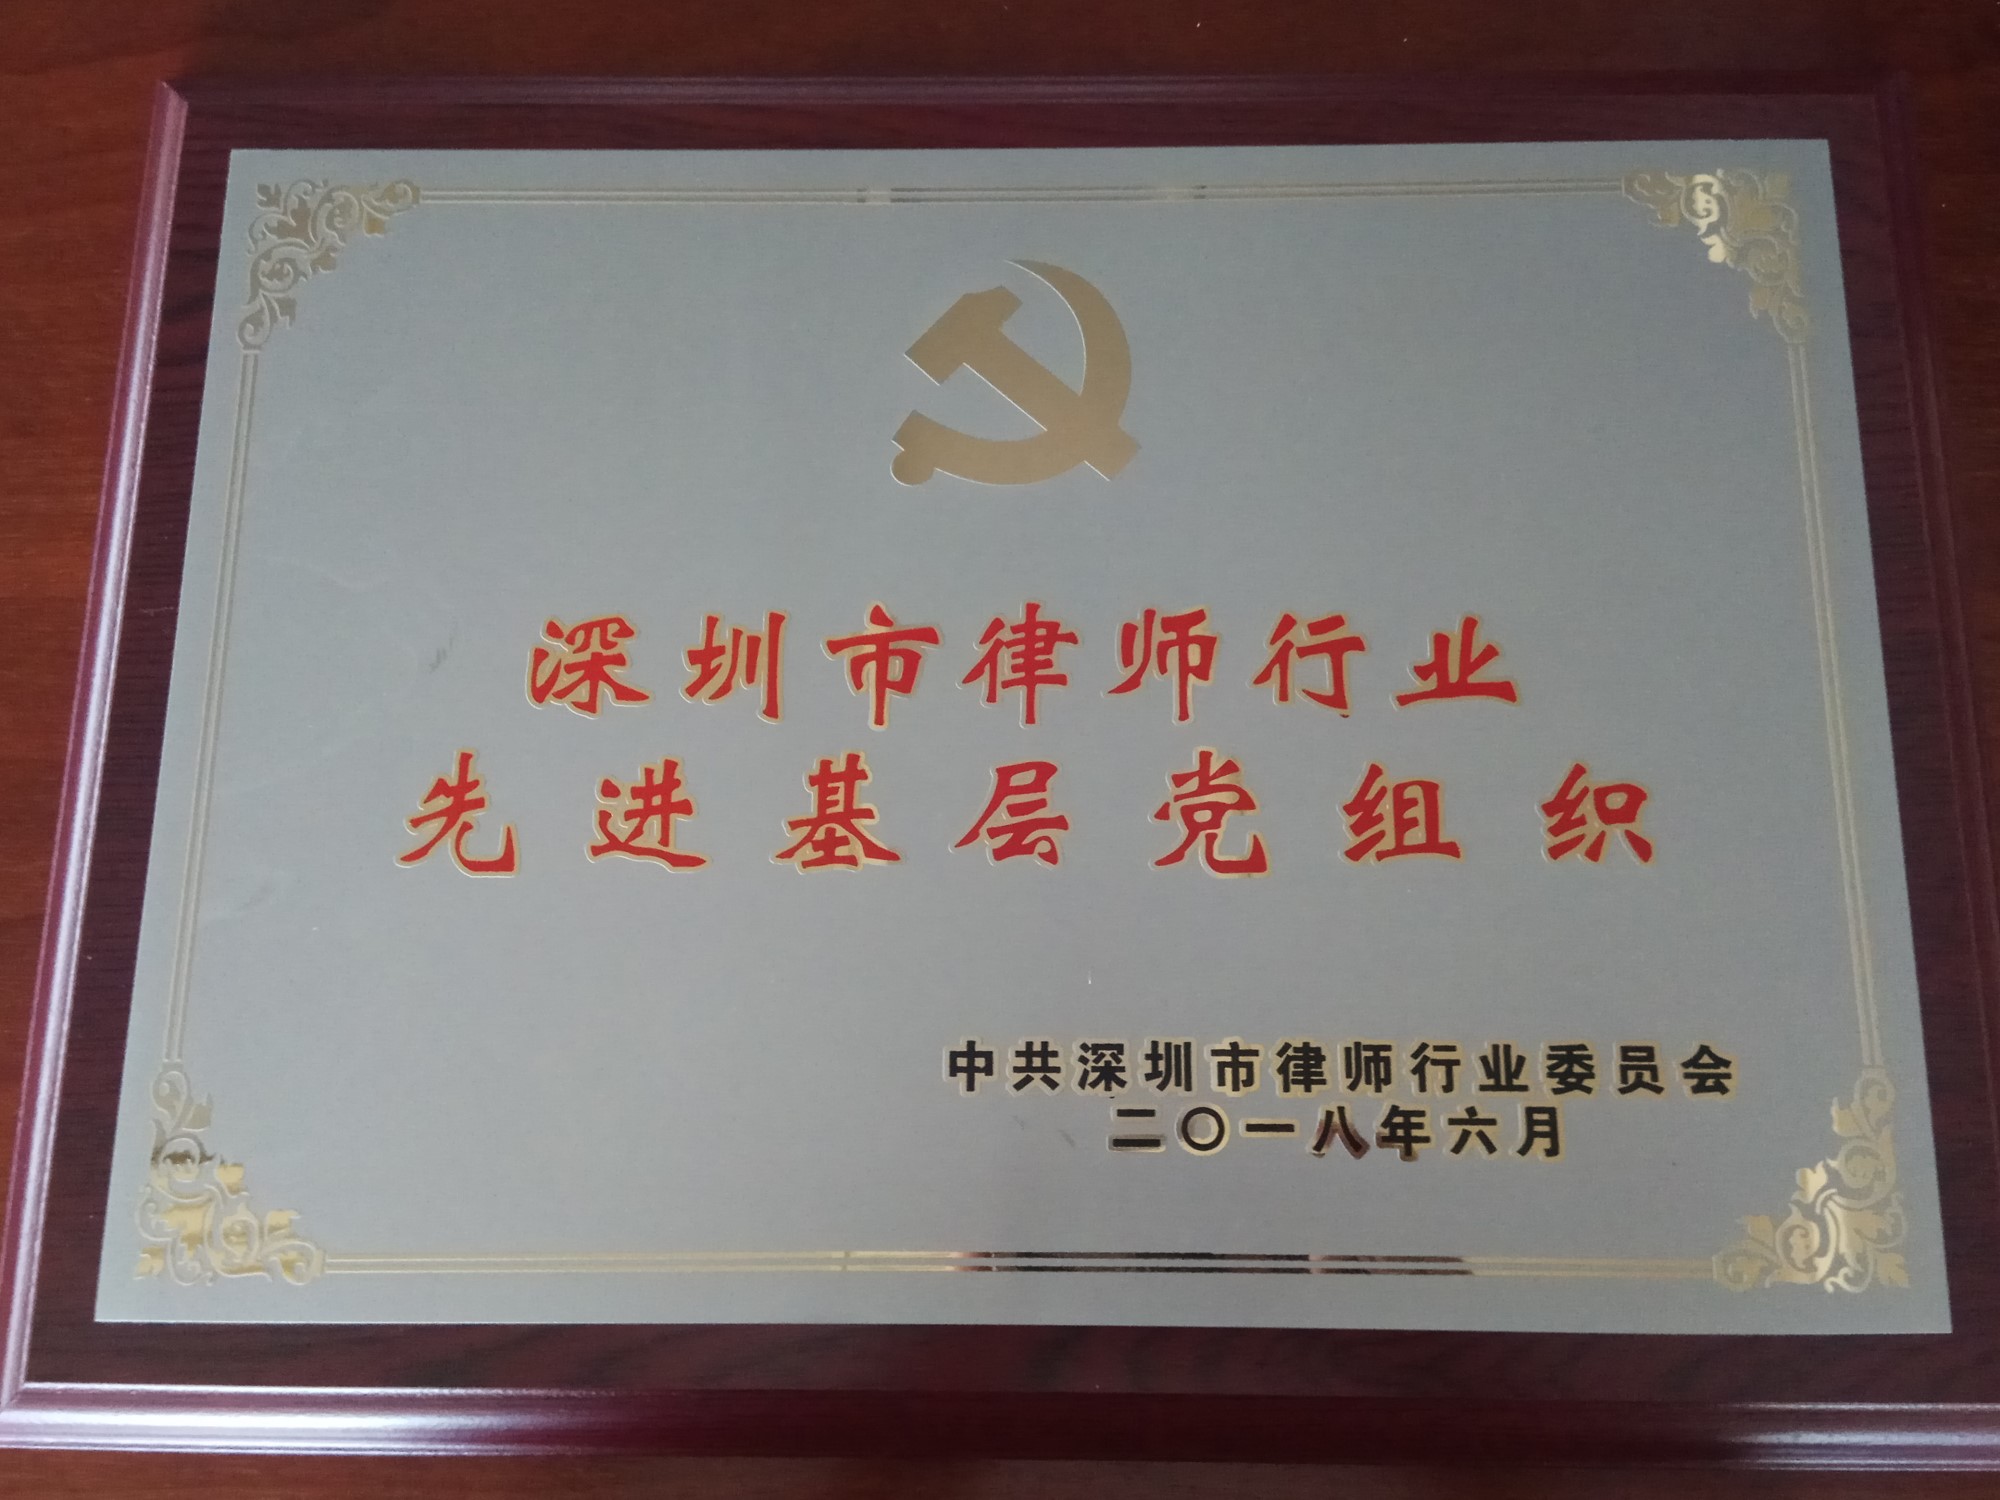 深圳市律师行业
先进基层党组织
中共深圳市律师行业委员会
二〇一八年六月